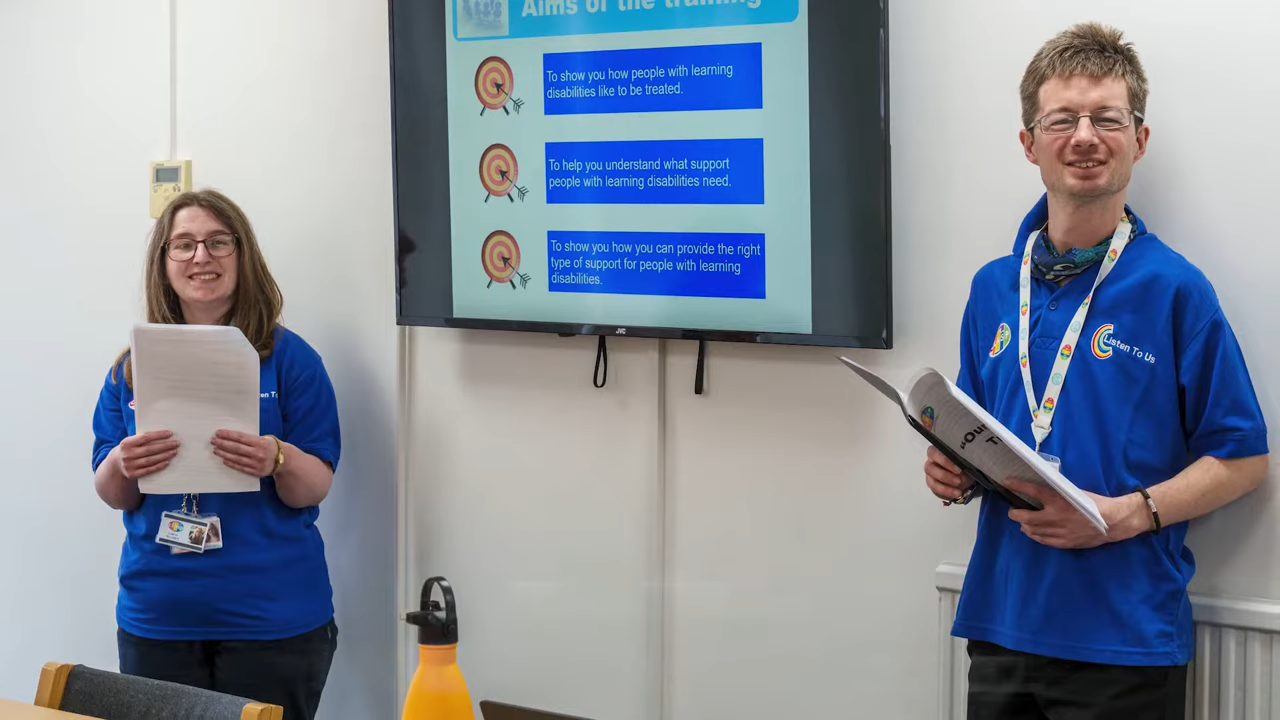 Aims of the training
To show you how people with learning
disabilities like to be treated.
To help you understand what support
people with learning disabilities need.
To show you how you can provide the right
type of support for people with learning
disabilities.
JVC
Listen To Us
"Our